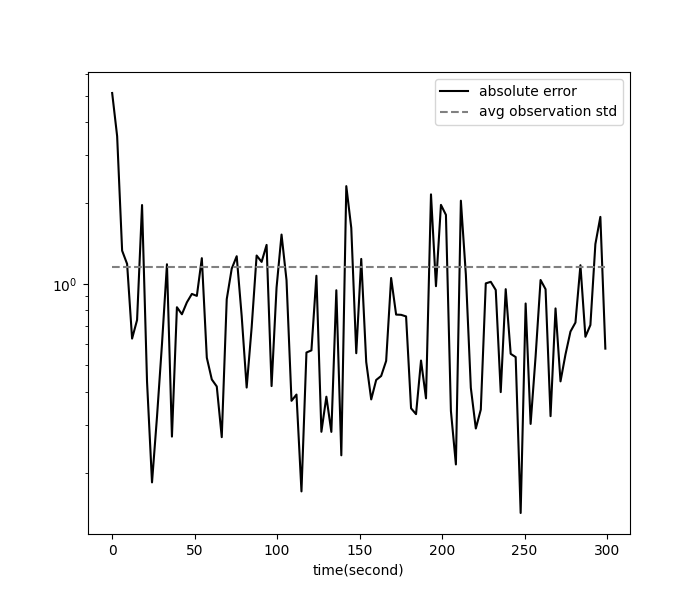 absolute error
avg observation std
10⁰
0 50 100 150 200 250 300
time(second)